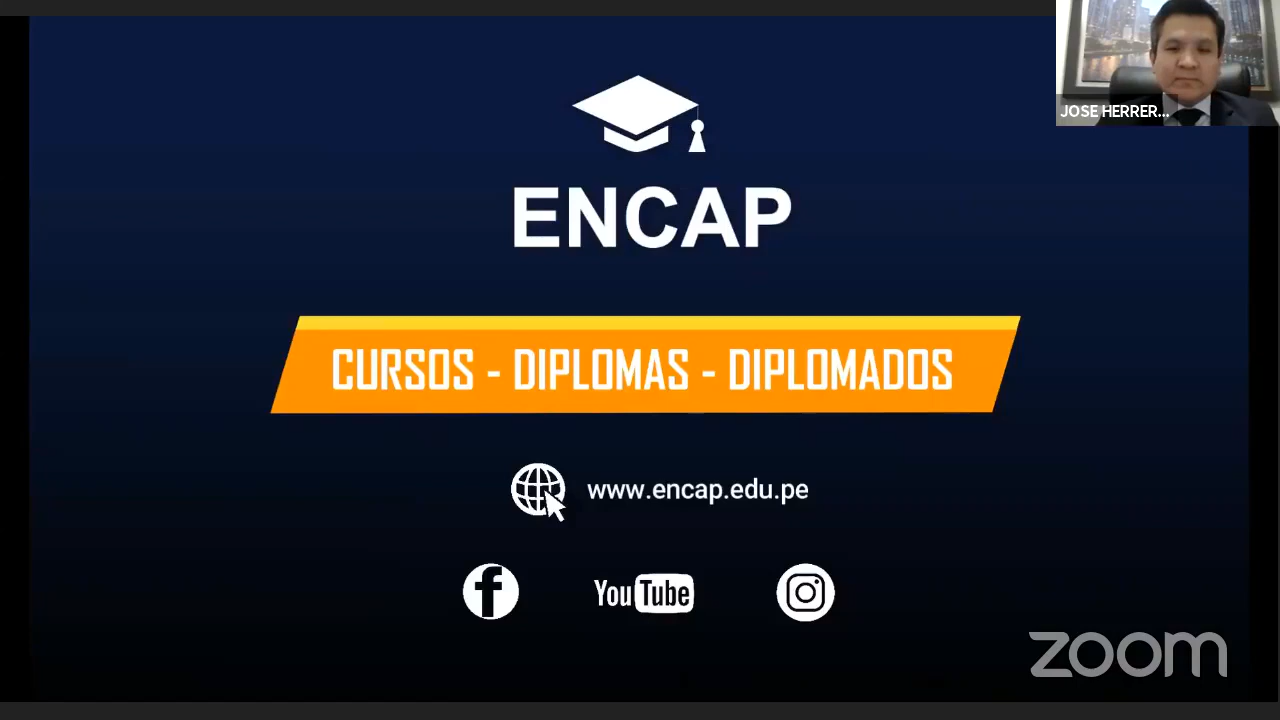 JOSE HERRER...
ENCAP
CURSOS - DIPLOMAS - DIPLOMADOS
www.encap.edu.pe
f
YouTube
zoom